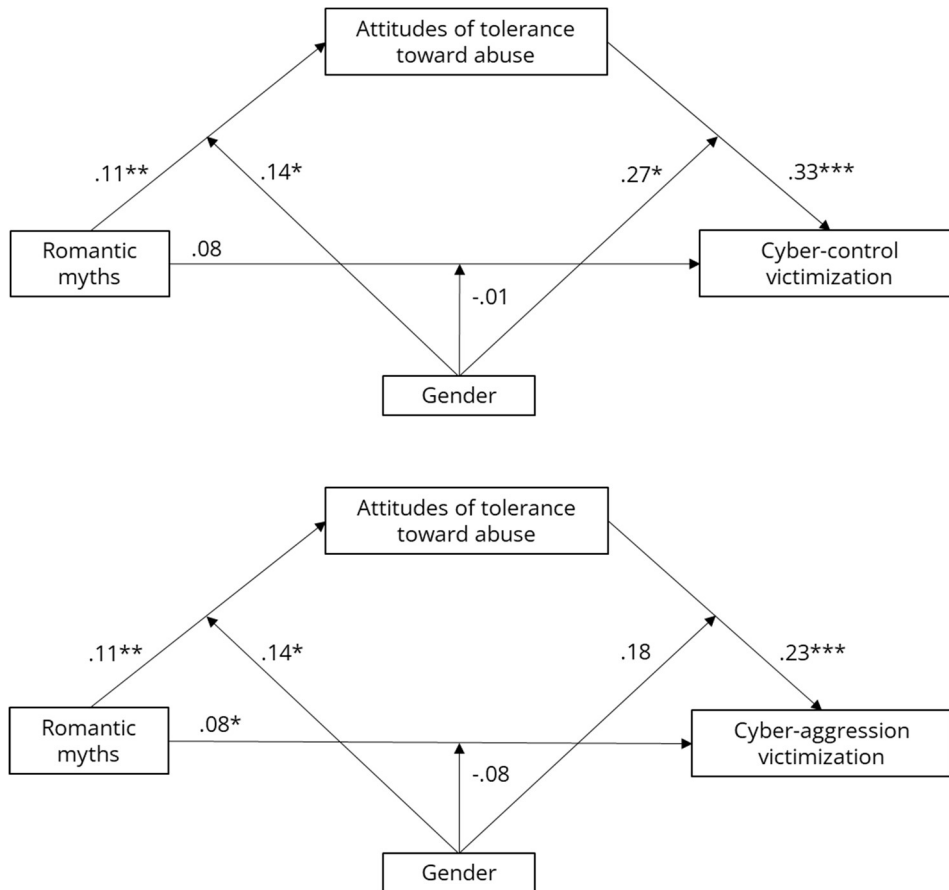 Attitudes of tolerance
toward abuse
.11**
.14*
.27*
.33***
Romantic
myths
.08
Cyber-control
victimization
-.01
Gender
Attitudes of tolerance
toward abuse
.11**
.14*
.18
.23***
Romantic
myths
.08*
Cyber-aggression
victimization
-.08
Gender